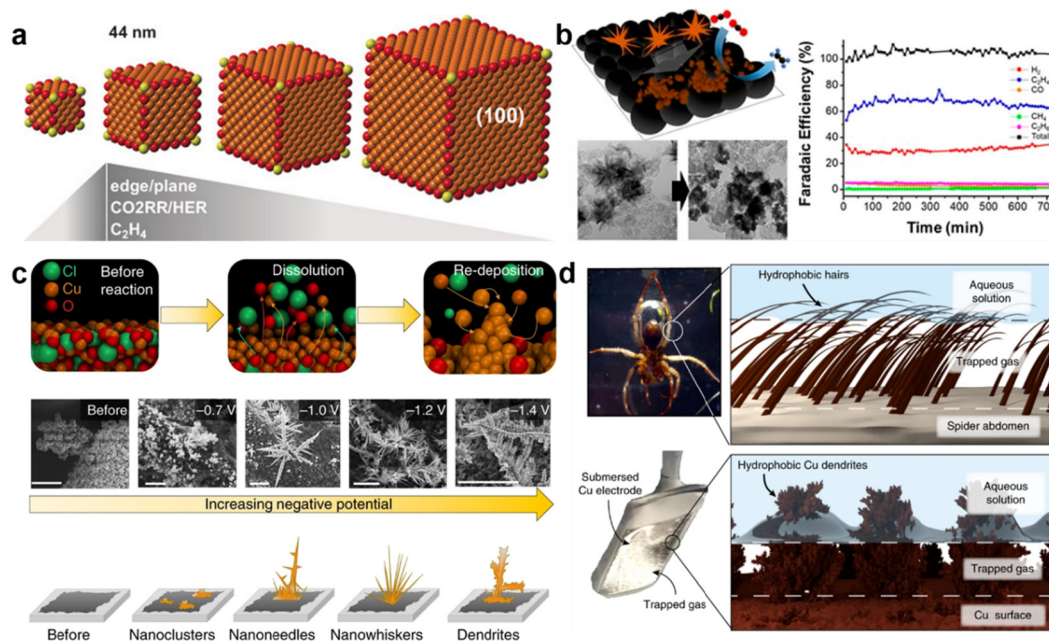 a
44 nm
(100)
edge/plane
CO2RR/HER
C₂H₄
b
Faradaic Efficiency (%)
100
80
60
40
20
0
H₂
C₂H₄
CO
CH₄
C₂H₆
Total
0
100
200
300
400
500
600
700
Time (min)
c
Cl
Cu
O
Before
reaction
Dissolution
Re-deposition
Before
−0.7 V
−1.0 V
−1.2 V
−1.4 V
Increasing negative potential
Before
Nanoclusters
Nanoneedles
Nanowhiskers
Dendrites
d
Hydrophobic hairs
Aqueous
solution
Trapped gas
Spider abdomen
Submersed
Cu electrode
Trapped gas
Hydrophobic Cu dendrites
Aqueous
solution
Trapped gas
Cu surface